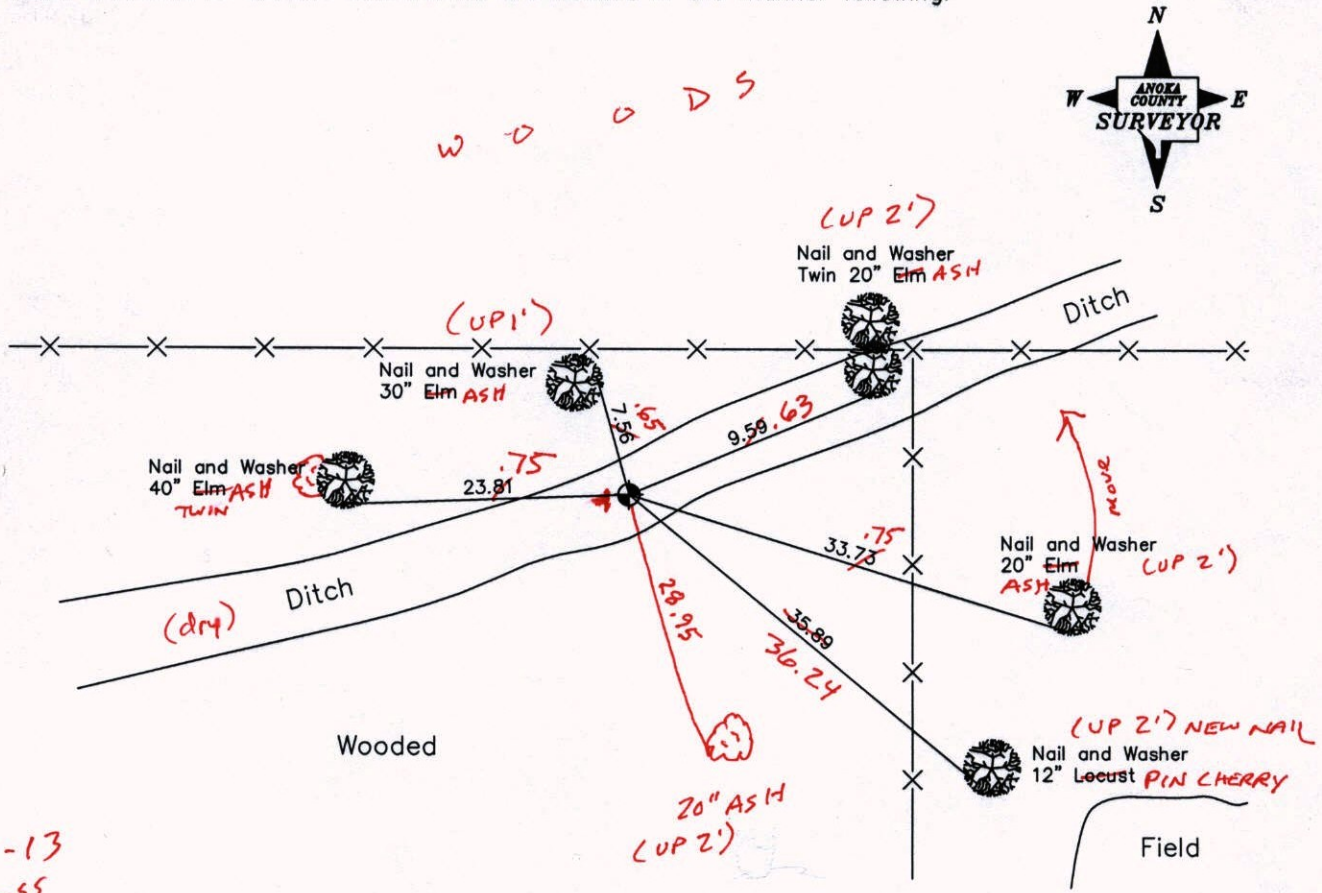 N
ANOKA
COUNTY
SURVEYOR
W
E
S
W O O D S
(UP 2')
Nail and Washer
Twin 20" Elm ASH
Ditch
(UP 1')
Nail and Washer
30" Elm ASH
7.56 .65
9.59 .63
Nail and Washer
40" Elm ASH
TWIN
23.81 .75
33.73 .75
move
Nail and Washer
20" Elm (UP 2')
ASH
(dry) Ditch
28.95
35.89
36.24
Wooded
(UP 2') NEW NAIL
Nail and Washer
12" Locust PIN CHERRY
20" ASH
(UP 2')
Field
-13